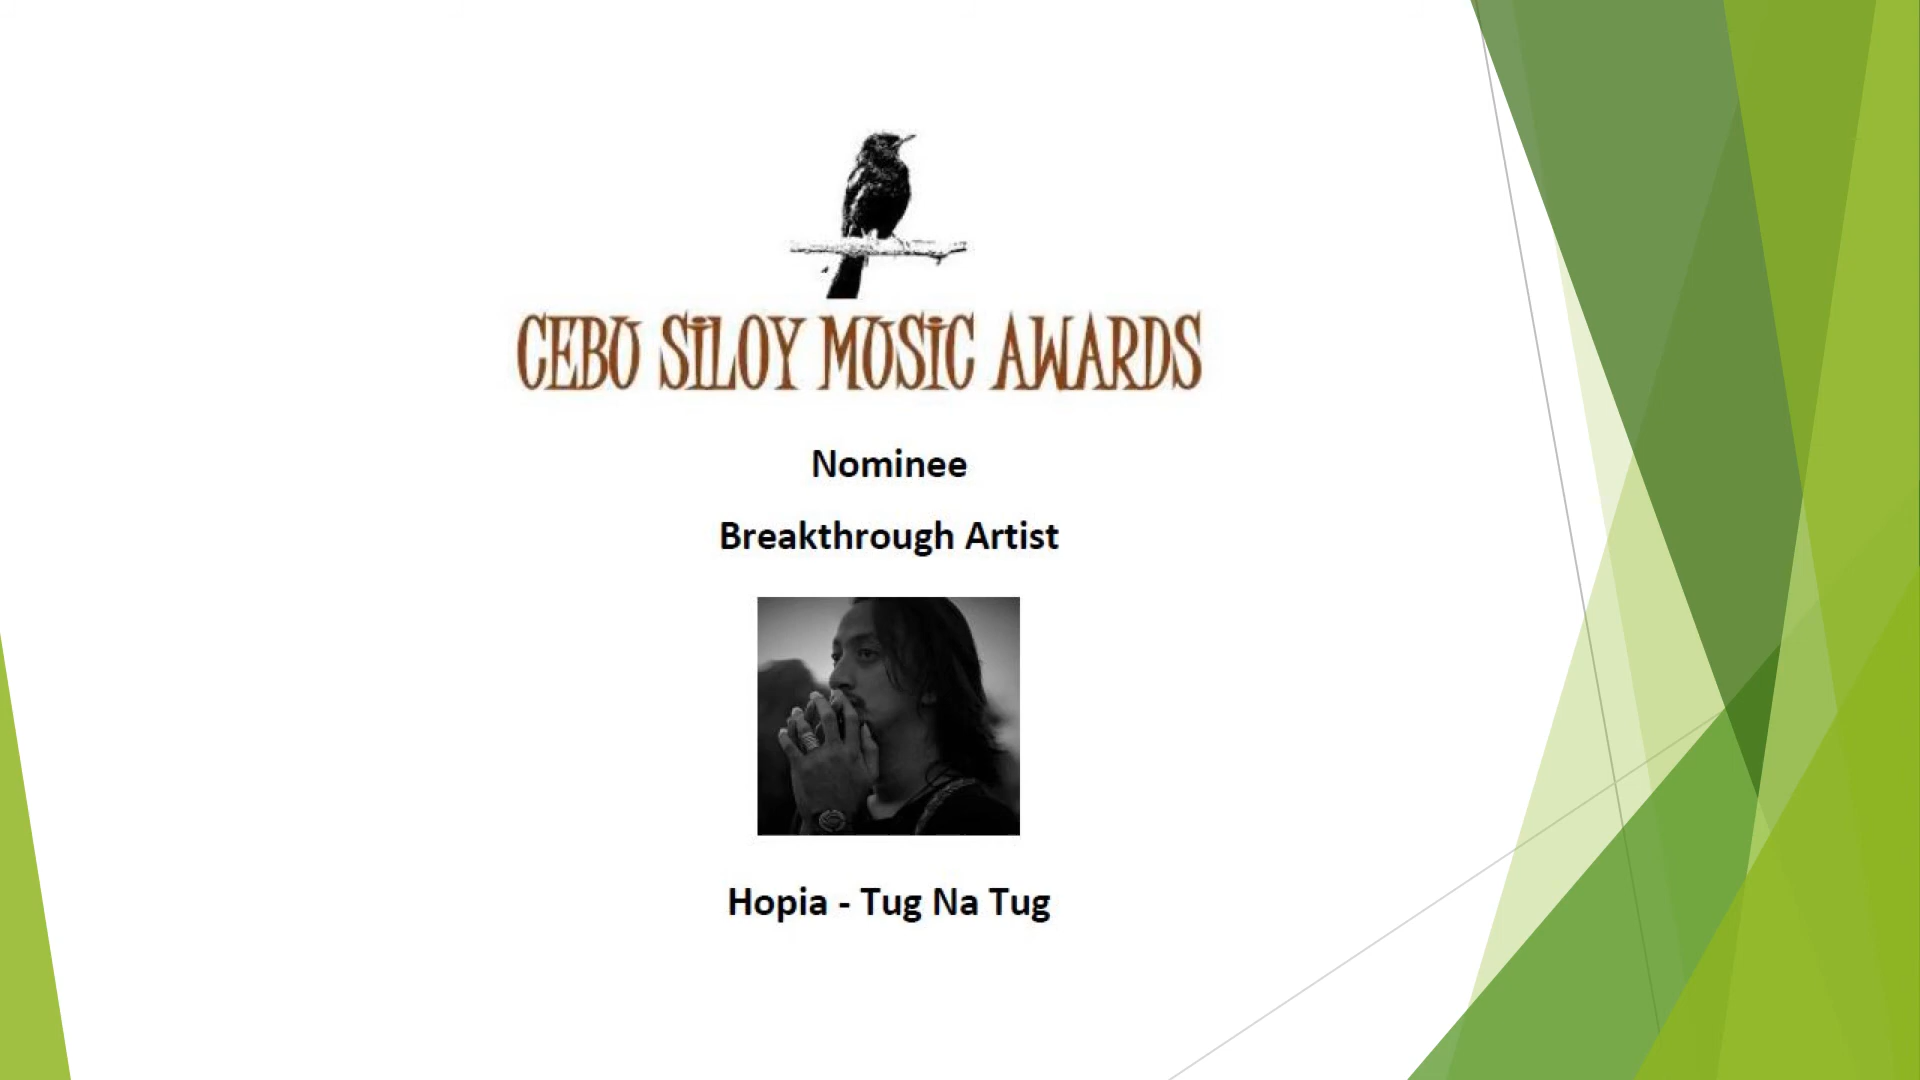 CEBU SILOY MUSIC AWARDS
Nominee
Breakthrough Artist
Hopia - Tug Na Tug